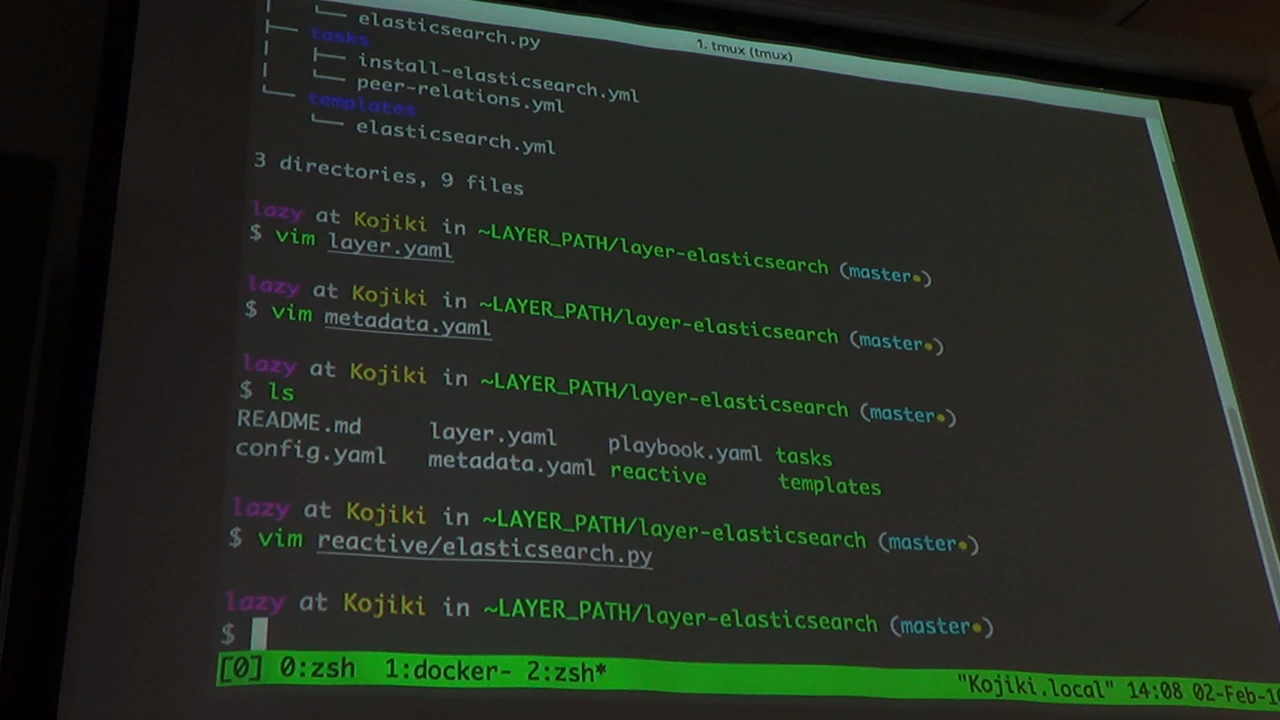 1. tmux (tmux)
└── elasticsearch.py
├── tasks
│   ├── install-elasticsearch.yml
│   └── peer-relations.yml
└── templates
└── elasticsearch.yml
3 directories, 9 files
lazy at Kojiki in ~LAYER_PATH/layer-elasticsearch (master•)
$ vim layer.yaml
lazy at Kojiki in ~LAYER_PATH/layer-elasticsearch (master•)
$ vim metadata.yaml
lazy at Kojiki in ~LAYER_PATH/layer-elasticsearch (master•)
$ ls
README.md layer.yaml playbook.yaml tasks
config.yaml metadata.yaml reactive templates
lazy at Kojiki in ~LAYER_PATH/layer-elasticsearch (master•)
$ vim reactive/elasticsearch.py
lazy at Kojiki in ~LAYER_PATH/layer-elasticsearch (master•)
$
[0] 0:zsh 1:docker- 2:zsh* "Kojiki.local" 14:08 02-Feb-1